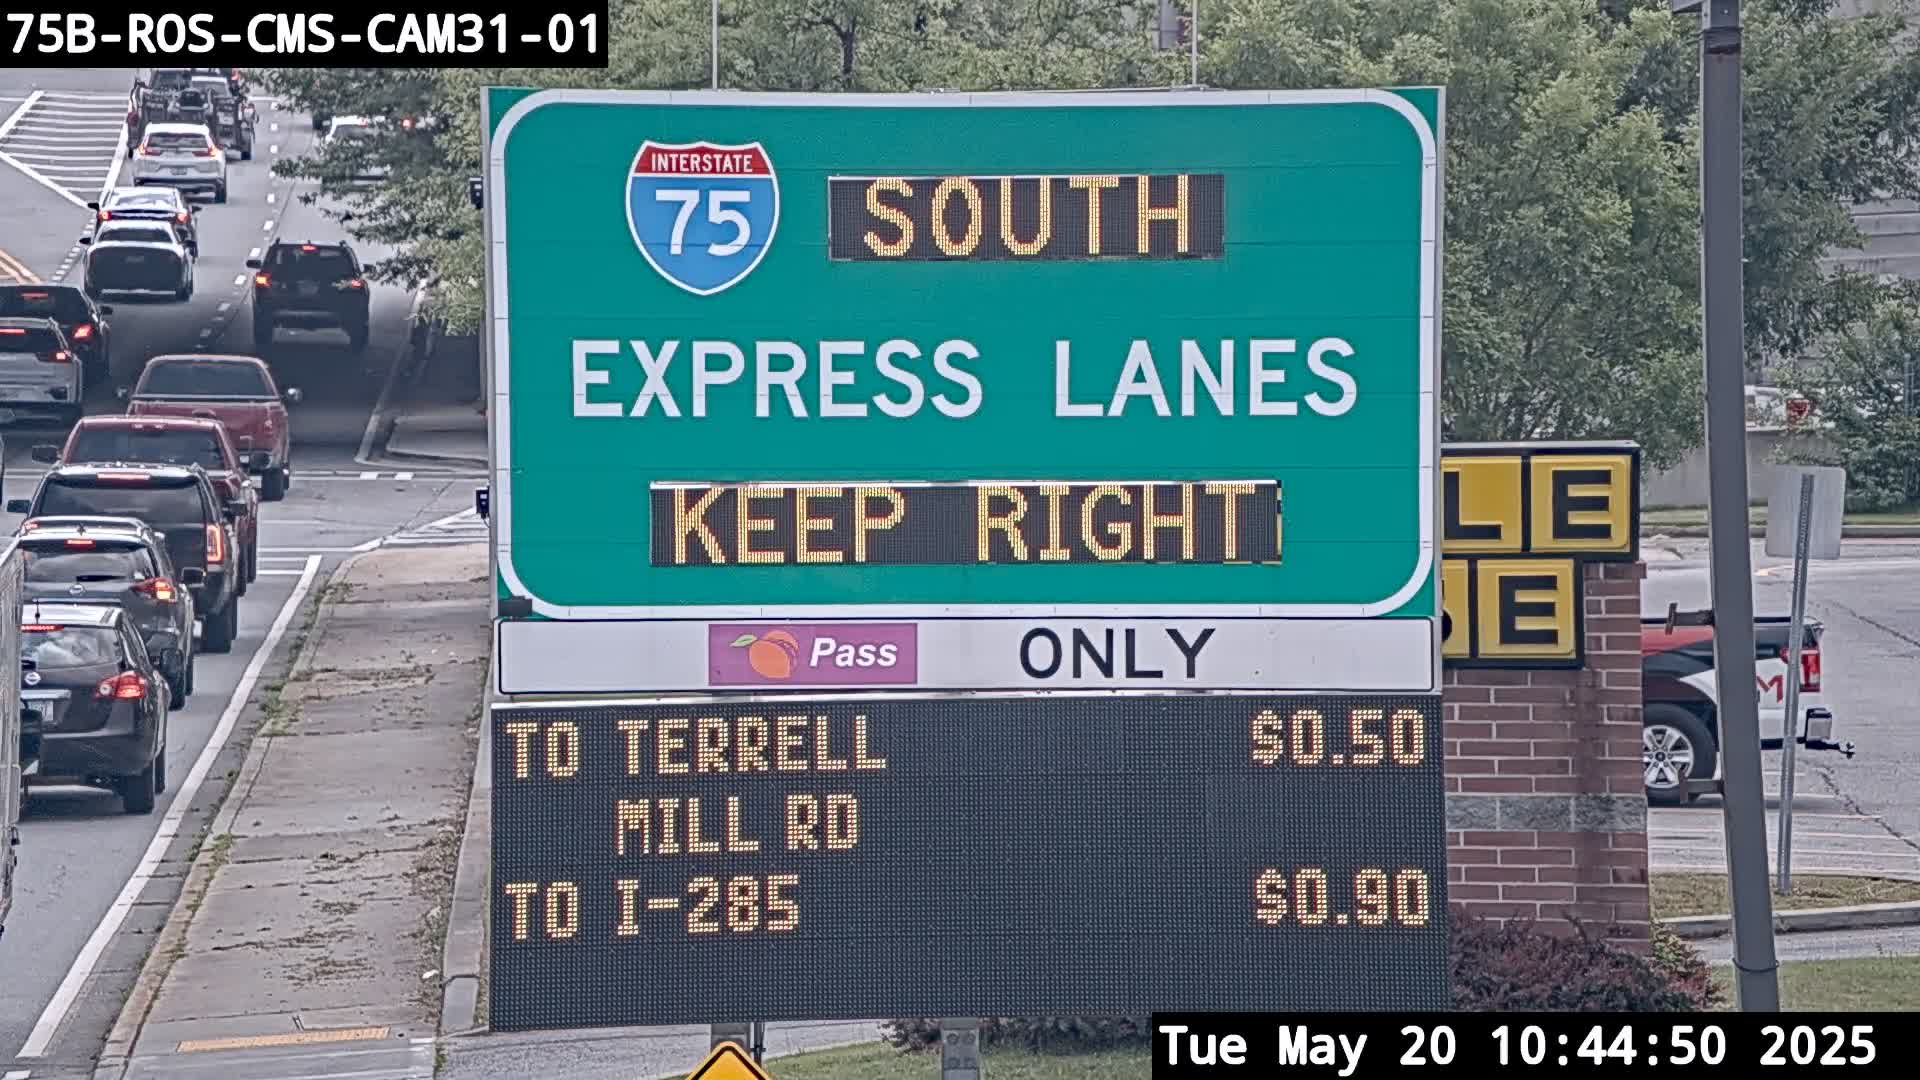 75B-ROS-CMS-CAM31-01
INTERSTATE
75
SOUTH
EXPRESS LANES
KEEP RIGHT
Pass ONLY
TO TERRELL $0.50
MILL RD
TO I-285 $0.90
LE
E
Tue May 20 10:44:50 2025